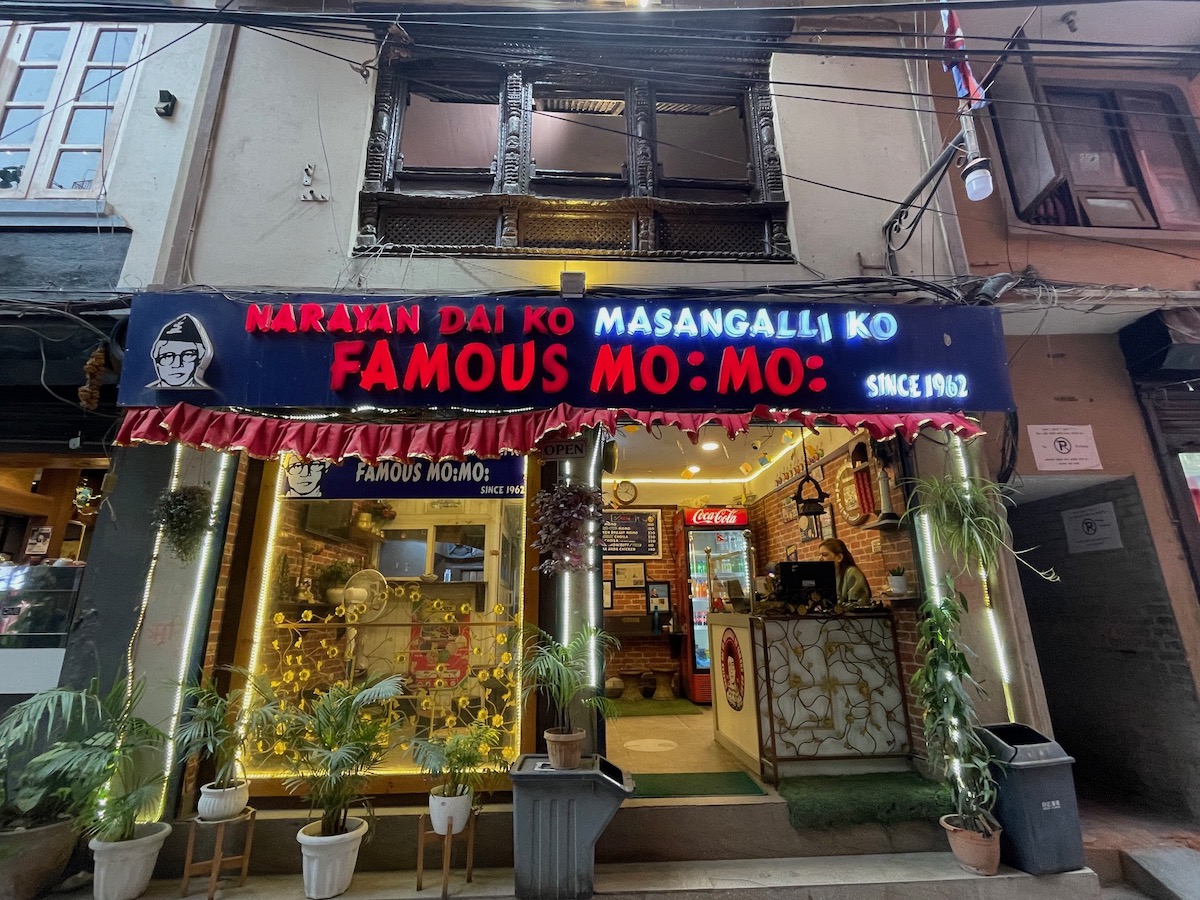 NARAYAN DAI KO MASANGALLI KO
FAMOUS MO:MO:
SINCE 1962
FAMOUS MO:MO:
SINCE 1962
OPEN
Coca-Cola